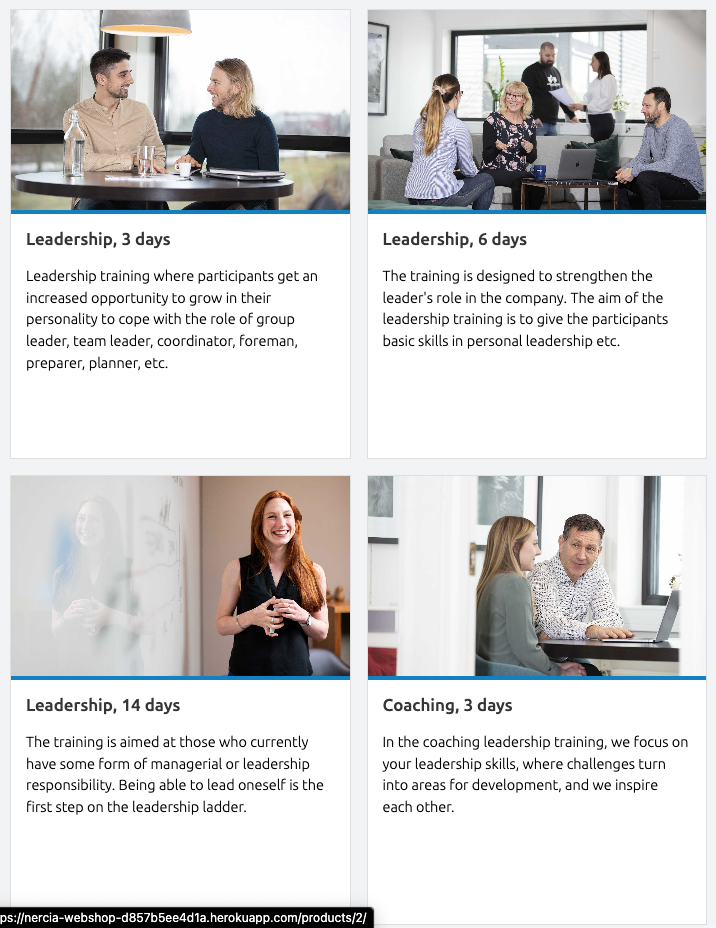 Leadership, 3 days
Leadership training where participants get an
increased opportunity to grow in their
personality to cope with the role of group
leader, team leader, coordinator, foreman,
preparer, planner, etc.
Leadership, 6 days
The training is designed to strengthen the
leader's role in the company. The aim of the
leadership training is to give the participants
basic skills in personal leadership etc.
Leadership, 14 days
The training is aimed at those who currently
have some form of managerial or leadership
responsibility. Being able to lead oneself is the
first step on the leadership ladder.
Coaching, 3 days
In the coaching leadership training, we focus on
your leadership skills, where challenges turn
into areas for development, and we inspire
each other.
ps://nercia-webshop-d857b5ee4d1a.herokuapp.com/products/2/